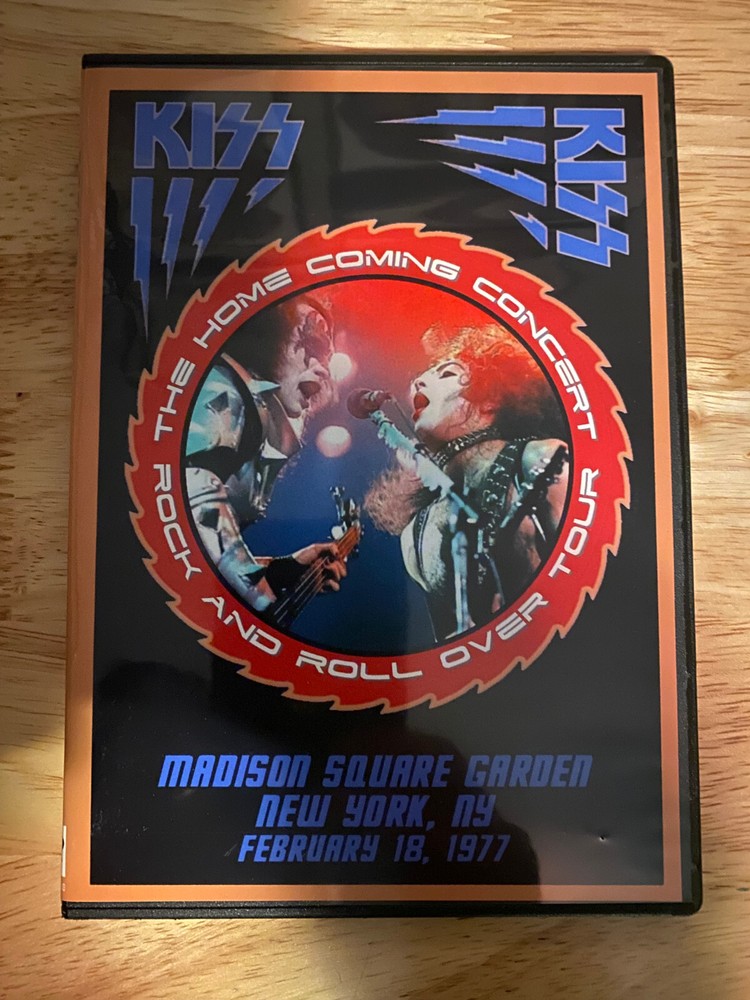 KISS
KISS
THE HOME COMING CONCERT
ROCK AND ROLL OVER TOUR
MADISON SQUARE GARDEN
NEW YORK, NY
FEBRUARY 18, 1977